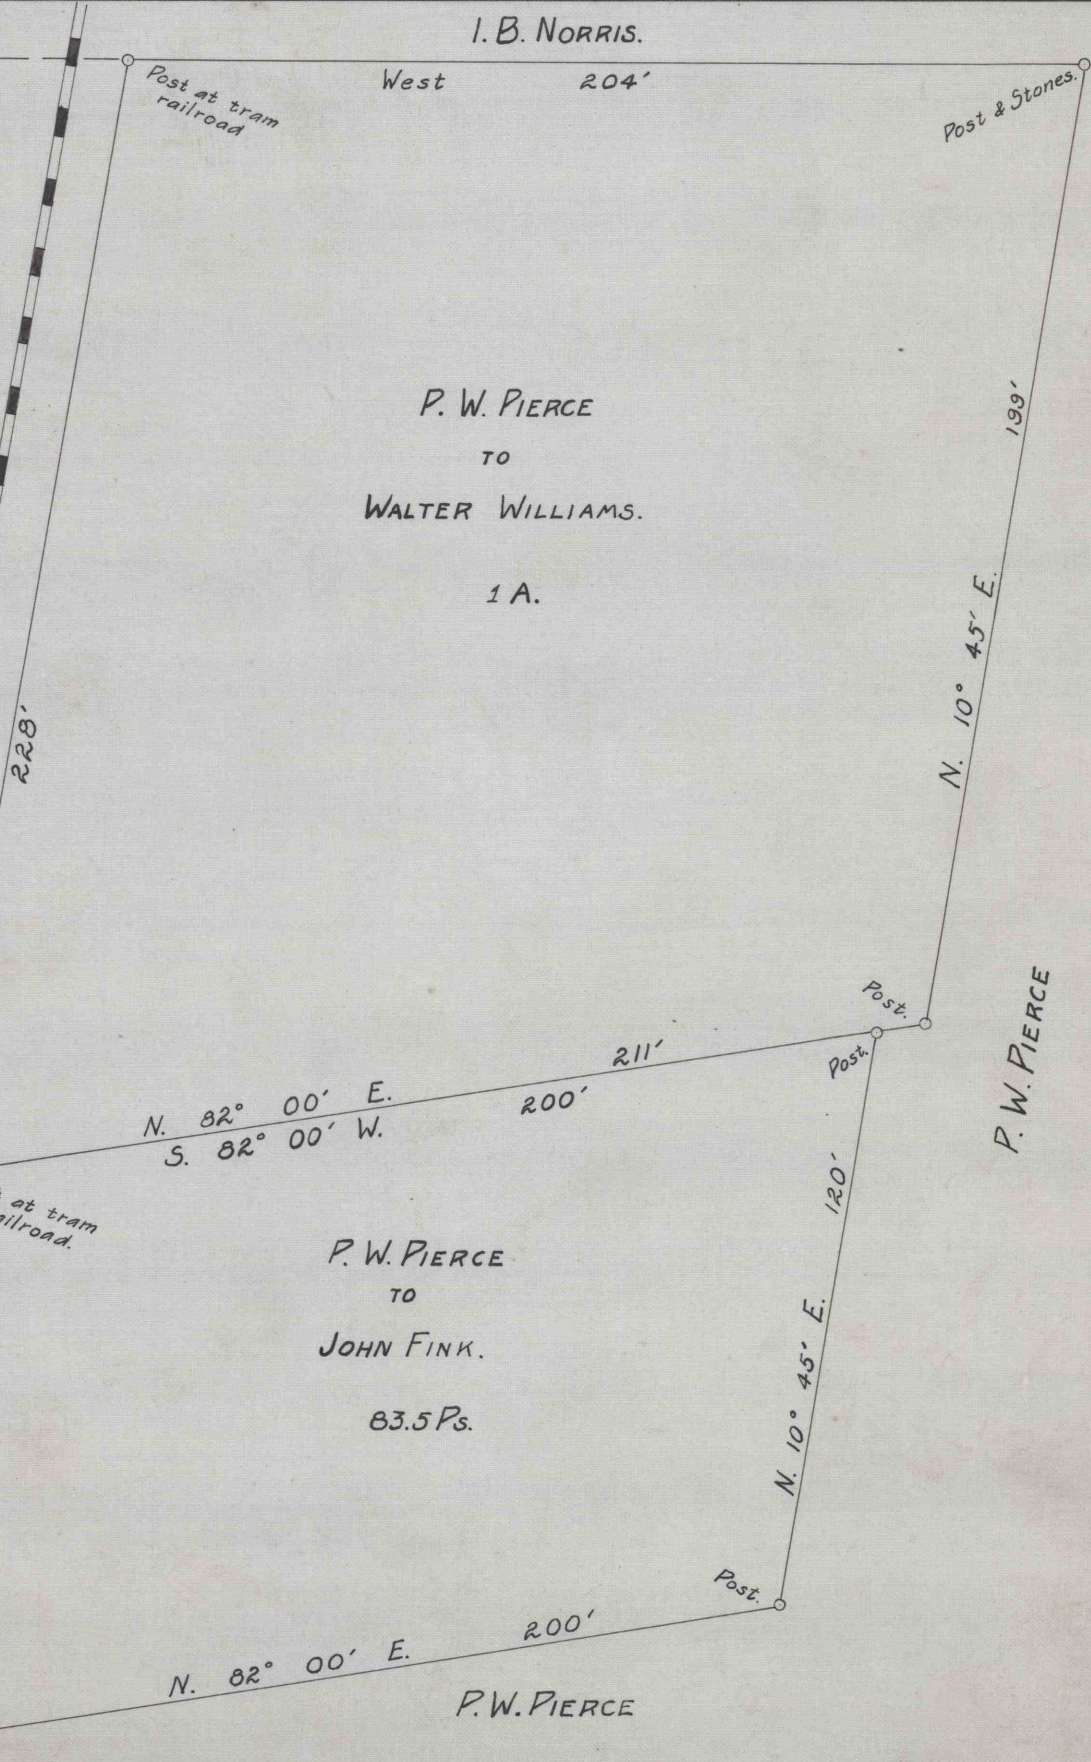 I. B. NORRIS.
West 204'
Post at tram
railroad
Post & Stones.
P. W. PIERCE
TO
WALTER WILLIAMS.
1 A.
199'
N. 10° 45' E.
228'
P. W. PIERCE
Post.
Post.
211'
N. 82° 00' E.
200'
S. 82° 00' W.
at tram
P. W. PIERCE
TO
JOHN FINK.
83.5 Ps.
120'
N. 10° 45' E.
Post.
200'
N. 82° 00' E.
P. W. PIERCE